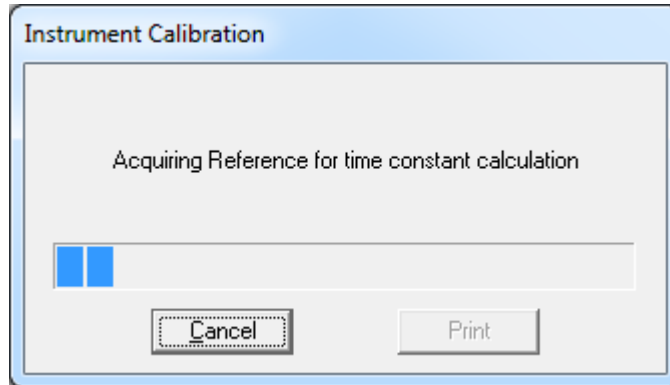 Instrument Calibration
Acquiring Reference for time constant calculation
Cancel
Print